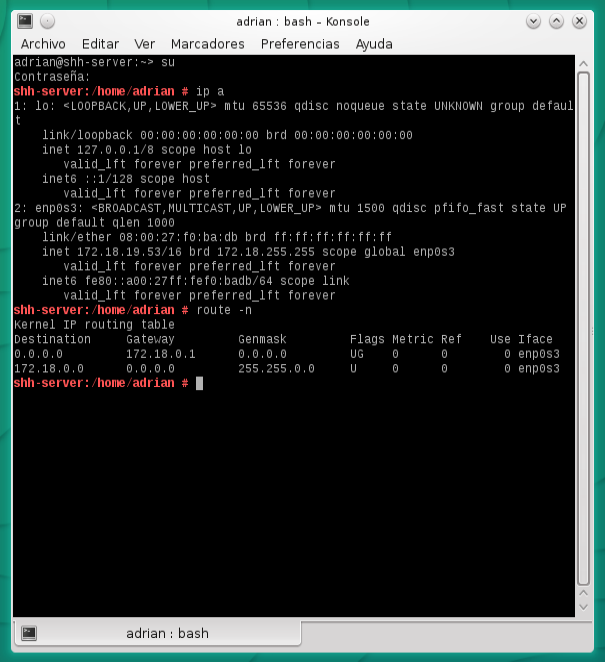 adrian : bash – Konsole
Archivo Editar Ver Marcadores Preferencias Ayuda
adrian@shh-server:~> su
Contraseña:
shh-server:/home/adrian # ip a
1: lo: <LOOPBACK,UP,LOWER_UP> mtu 65536 qdisc noqueue state UNKNOWN group defaul
t
    link/loopback 00:00:00:00:00:00 brd 00:00:00:00:00:00
    inet 127.0.0.1/8 scope host lo
       valid_lft forever preferred_lft forever
    inet6 ::1/128 scope host
       valid_lft forever preferred_lft forever
2: enp0s3: <BROADCAST,MULTICAST,UP,LOWER_UP> mtu 1500 qdisc pfifo_fast state UP
group default qlen 1000
    link/ether 08:00:27:f0:ba:db brd ff:ff:ff:ff:ff:ff
    inet 172.18.19.53/16 brd 172.18.255.255 scope global enp0s3
       valid_lft forever preferred_lft forever
    inet6 fe80::a00:27ff:fef0:badb/64 scope link
       valid_lft forever preferred_lft forever
shh-server:/home/adrian # route -n
Kernel IP routing table
Destination     Gateway         Genmask         Flags Metric Ref    Use Iface
0.0.0.0         172.18.0.1      0.0.0.0         UG    0      0        0 enp0s3
172.18.0.0      0.0.0.0         255.255.0.0     U     0      0        0 enp0s3
shh-server:/home/adrian #
adrian : bash